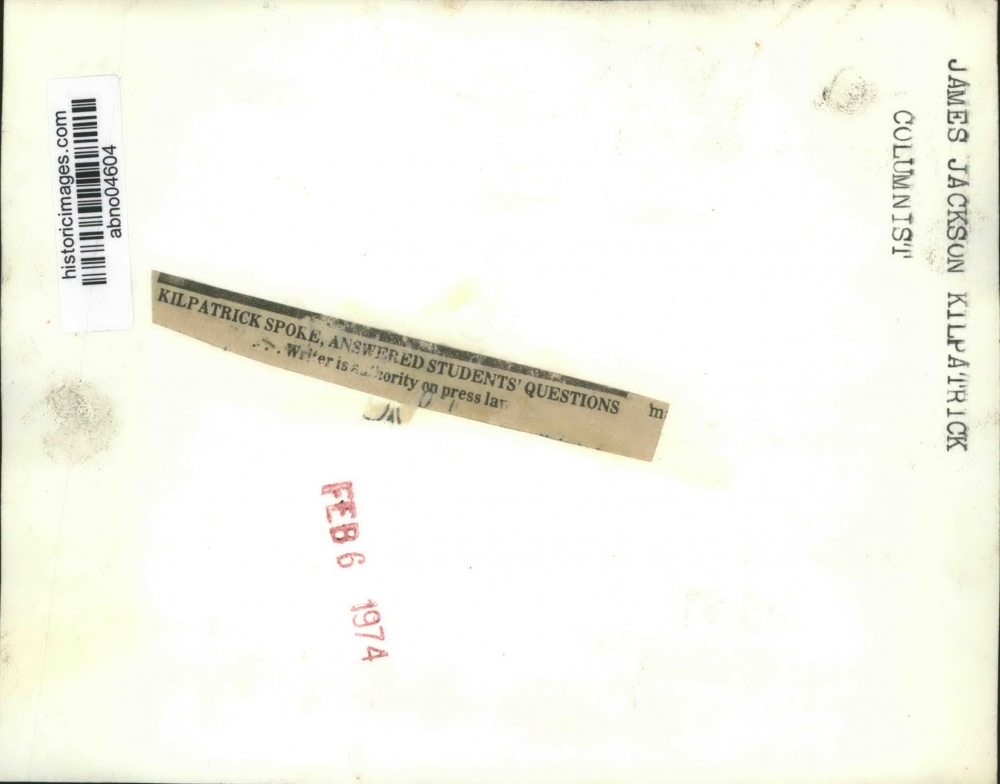 historicimages.com
abno04604
JAMES JACKSON KILPATRICK
COLUMNIST
KILPATRICK SPOKE, ANSWERED STUDENTS' QUESTIONS
. . . Writer is authority on press law
FEB 6 1974